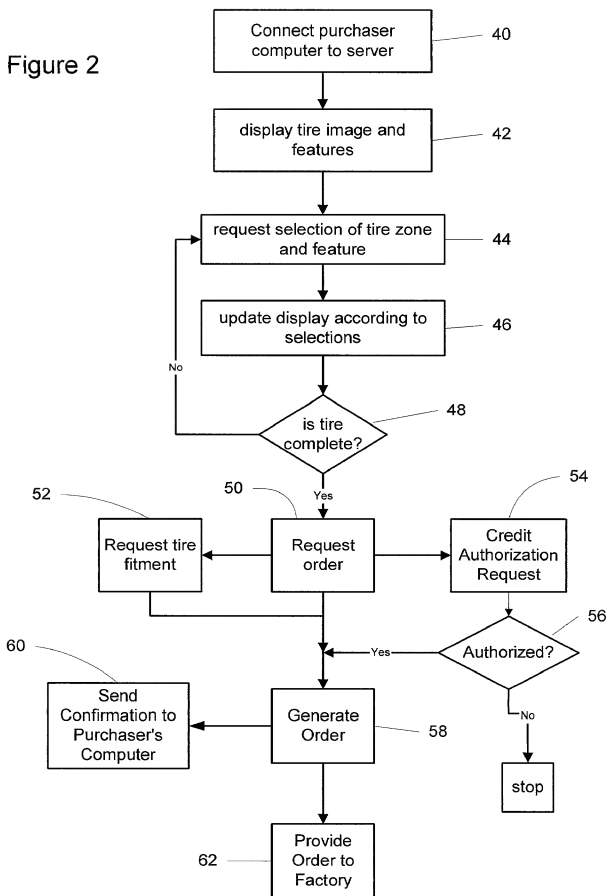 Figure 2
Connect purchaser
computer to server
40
display tire image and
features
42
request selection of tire zone
and feature
44
update display according to
selections
46
No
is tire
complete?
48
Yes
52
50
54
Request tire
fitment
Request
order
Credit
Authorization
Request
56
Authorized?
Yes
No
60
Send
Confirmation to
Purchaser's
Computer
Generate
Order
58
stop
62
Provide
Order to
Factory